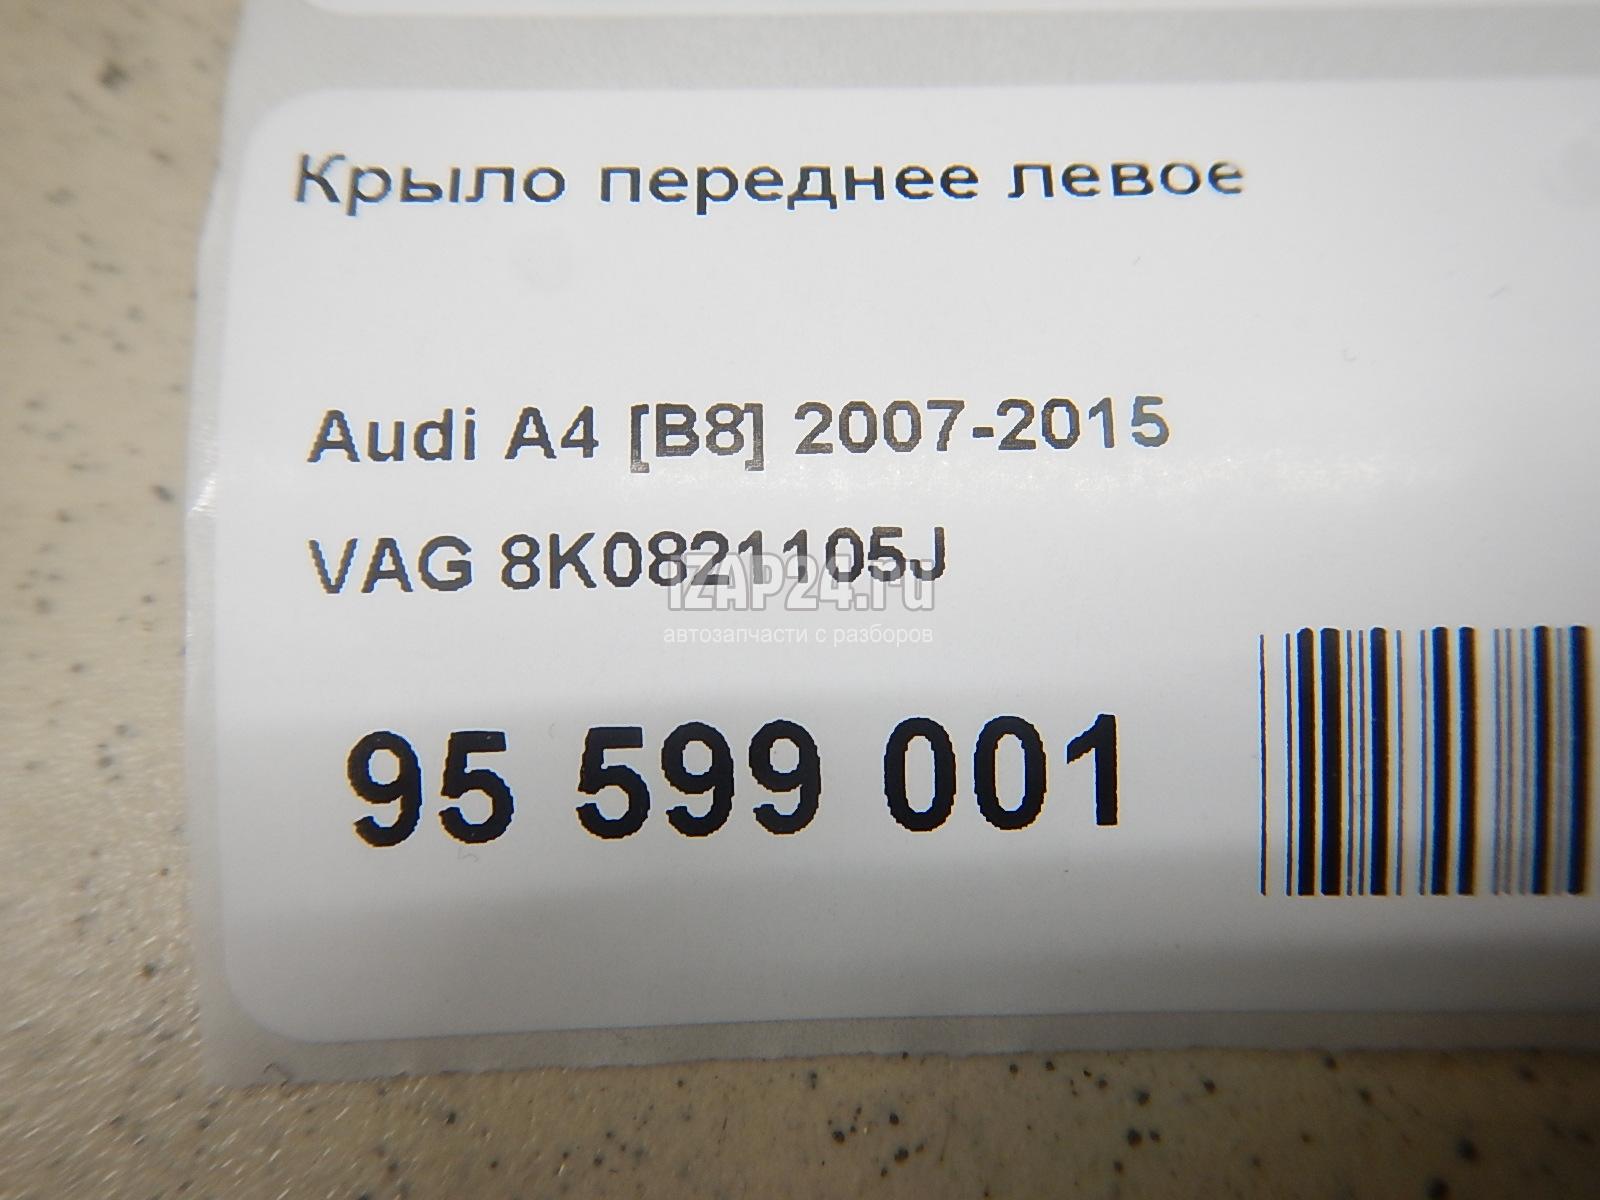 Крыло переднее левое
Audi A4 [B8] 2007-2015
VAG 8K0821105J
iZAP24.ru
автозапчасти с разборов
95 599 001